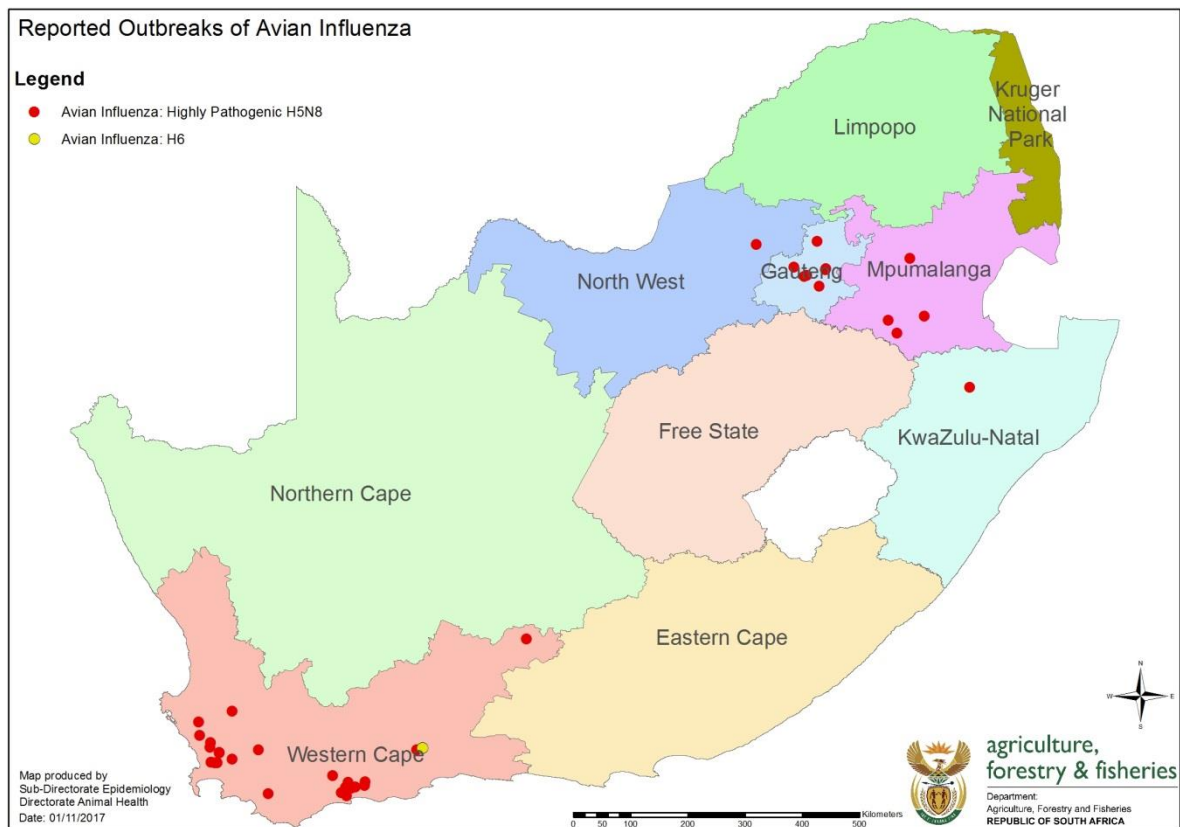 Reported Outbreaks of Avian Influenza
Legend
Avian Influenza: Highly Pathogenic H5N8
Avian Influenza: H6
Kruger
National
Park
Limpopo
North West
Gauteng
Mpumalanga
Free State
KwaZulu-Natal
Northern Cape
Eastern Cape
Western Cape
N
W E
S
Map produced by
Sub-Directorate Epidemiology
Directorate Animal Health
Date: 01/11/2017
Kilometers
0 50 100 200 300 400 500
agriculture,
forestry & fisheries
Department:
Agriculture, Forestry and Fisheries
REPUBLIC OF SOUTH AFRICA